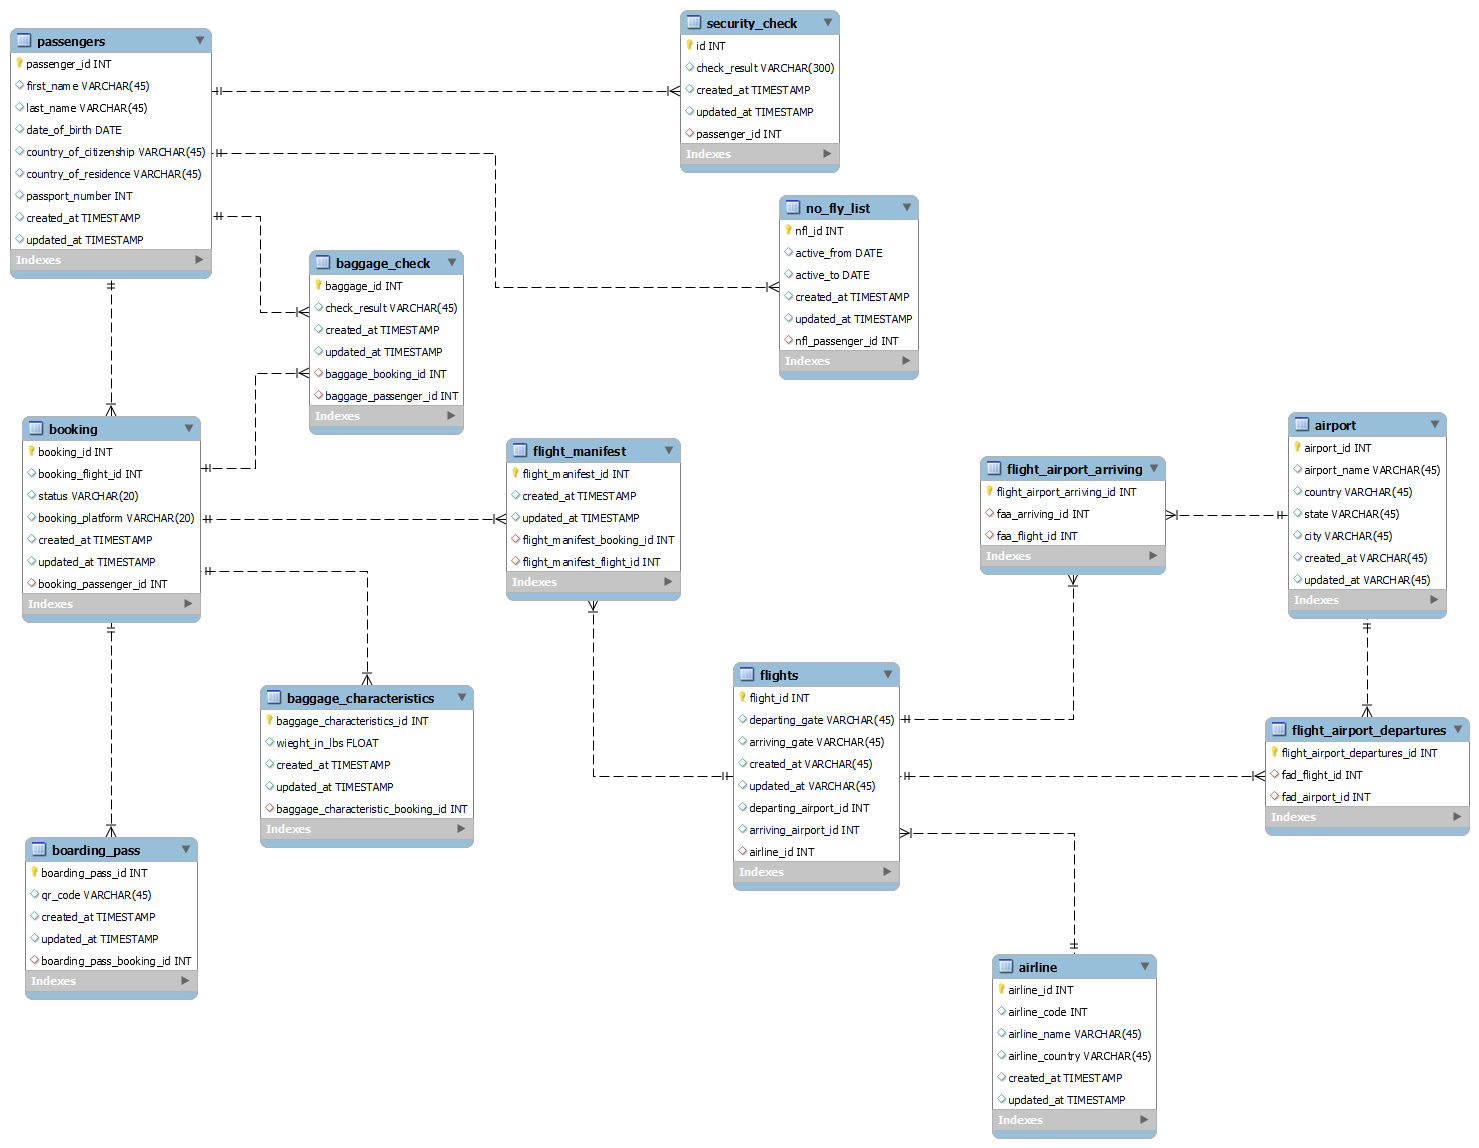 passengers
passenger_id INT
first_name VARCHAR(45)
last_name VARCHAR(45)
date_of_birth DATE
country_of_citizenship VARCHAR(45)
country_of_residence VARCHAR(45)
passport_number INT
created_at TIMESTAMP
updated_at TIMESTAMP
Indexes
security_check
id INT
check_result VARCHAR(300)
created_at TIMESTAMP
updated_at TIMESTAMP
passenger_id INT
Indexes
no_fly_list
nfl_id INT
active_from DATE
active_to DATE
created_at TIMESTAMP
updated_at TIMESTAMP
nfl_passenger_id INT
Indexes
baggage_check
baggage_id INT
check_result VARCHAR(45)
created_at TIMESTAMP
updated_at TIMESTAMP
baggage_booking_id INT
baggage_passenger_id INT
Indexes
booking
booking_id INT
booking_flight_id INT
status VARCHAR(20)
booking_platform VARCHAR(20)
created_at TIMESTAMP
updated_at TIMESTAMP
booking_passenger_id INT
Indexes
flight_manifest
flight_manifest_id INT
created_at TIMESTAMP
updated_at TIMESTAMP
flight_manifest_booking_id INT
flight_manifest_flight_id INT
Indexes
flight_airport_arriving
flight_airport_arriving_id INT
faa_arriving_id INT
faa_flight_id INT
Indexes
airport
airport_id INT
airport_name VARCHAR(45)
country VARCHAR(45)
state VARCHAR(45)
city VARCHAR(45)
created_at VARCHAR(45)
updated_at VARCHAR(45)
Indexes
baggage_characteristics
baggage_characteristics_id INT
wieght_in_lbs FLOAT
created_at TIMESTAMP
updated_at TIMESTAMP
baggage_characteristic_booking_id INT
Indexes
flights
flight_id INT
departing_gate VARCHAR(45)
arriving_gate VARCHAR(45)
created_at VARCHAR(45)
updated_at VARCHAR(45)
departing_airport_id INT
arriving_airport_id INT
airline_id INT
Indexes
flight_airport_departures
flight_airport_departures_id INT
fad_flight_id INT
fad_airport_id INT
Indexes
boarding_pass
boarding_pass_id INT
qr_code VARCHAR(45)
created_at TIMESTAMP
updated_at TIMESTAMP
boarding_pass_booking_id INT
Indexes
airline
airline_id INT
airline_code INT
airline_name VARCHAR(45)
airline_country VARCHAR(45)
created_at TIMESTAMP
updated_at TIMESTAMP
Indexes